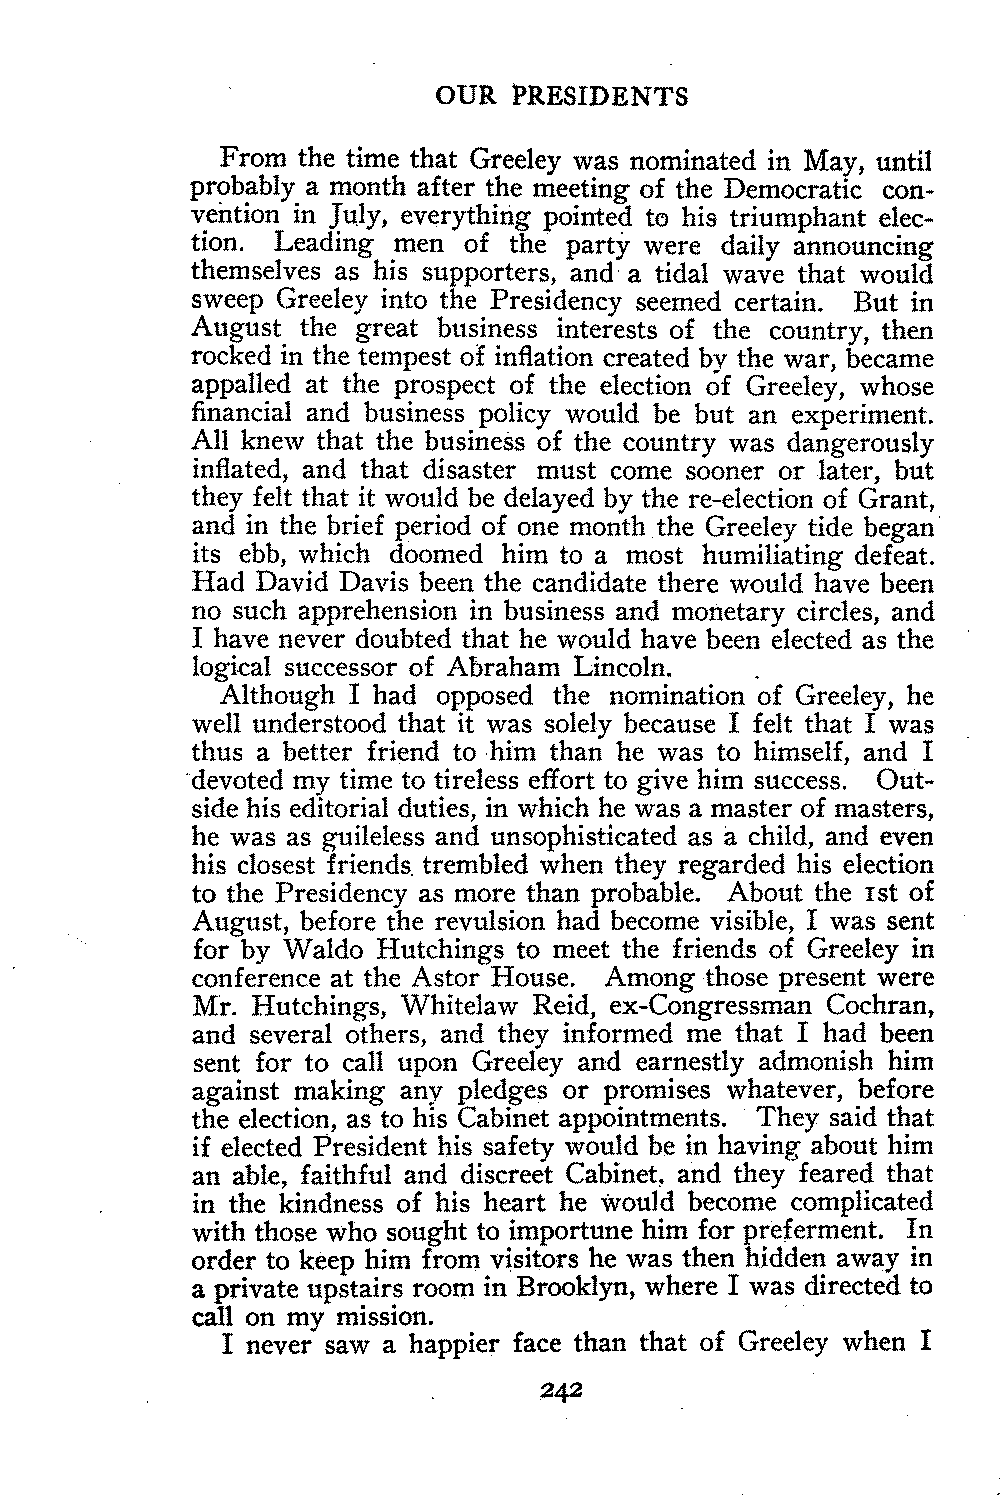 OUR PRESIDENTS
From the time that Greeley was nominated in May, until
probably a month after the meeting of the Democratic con-
vention in July, everything pointed to his triumphant elec-
tion. Leading men of the party were daily announcing
themselves as his supporters, and a tidal wave that would
sweep Greeley into the Presidency seemed certain. But in
August the great business interests of the country, then
rocked in the tempest of inflation created by the war, became
appalled at the prospect of the election of Greeley, whose
financial and business policy would be but an experiment.
All knew that the business of the country was dangerously
inflated, and that disaster must come sooner or later, but
they felt that it would be delayed by the re-election of Grant,
and in the brief period of one month the Greeley tide began
its ebb, which doomed him to a most humiliating defeat.
Had David Davis been the candidate there would have been
no such apprehension in business and monetary circles, and
I have never doubted that he would have been elected as the
logical successor of Abraham Lincoln.
Although I had opposed the nomination of Greeley, he
well understood that it was solely because I felt that I was
thus a better friend to him than he was to himself, and I
devoted my time to tireless effort to give him success. Out-
side his editorial duties, in which he was a master of masters,
he was as guileless and unsophisticated as a child, and even
his closest friends trembled when they regarded his election
to the Presidency as more than probable. About the 1st of
August, before the revulsion had become visible, I was sent
for by Waldo Hutchings to meet the friends of Greeley in
conference at the Astor House. Among those present were
Mr. Hutchings, Whitelaw Reid, ex-Congressman Cochran,
and several others, and they informed me that I had been
sent for to call upon Greeley and earnestly admonish him
against making any pledges or promises whatever, before
the election, as to his Cabinet appointments. They said that
if elected President his safety would be in having about him
an able, faithful and discreet Cabinet, and they feared that
in the kindness of his heart he would become complicated
with those who sought to importune him for preferment. In
order to keep him from visitors he was then hidden away in
a private upstairs room in Brooklyn, where I was directed to
call on my mission.
I never saw a happier face than that of Greeley when I
242